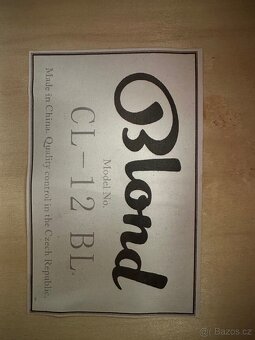 Blond
Model No.
CL-12 BL
Made in China. Quality control in the Czech Republic.
© Bazos.cz